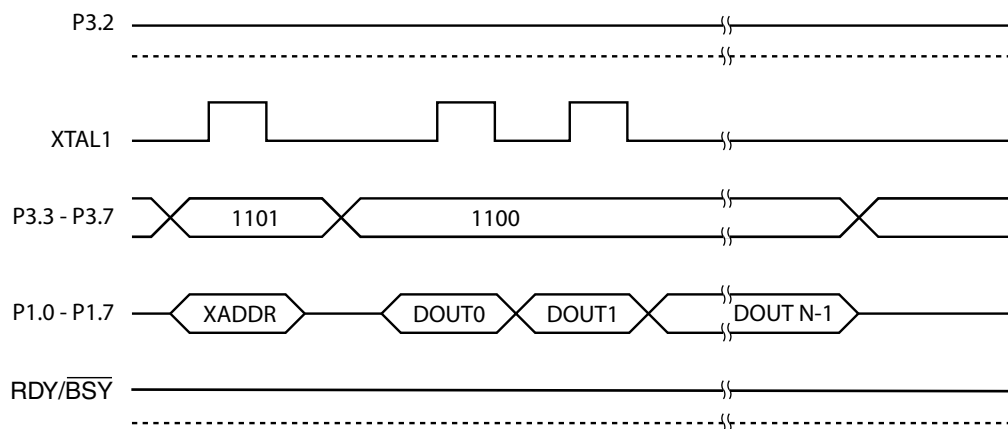 P3.2
XTAL1
P3.3 - P3.7 1101 1100
P1.0 - P1.7 XADDR DOUT0 DOUT1 DOUT N-1
RDY/B̅S̅Y̅